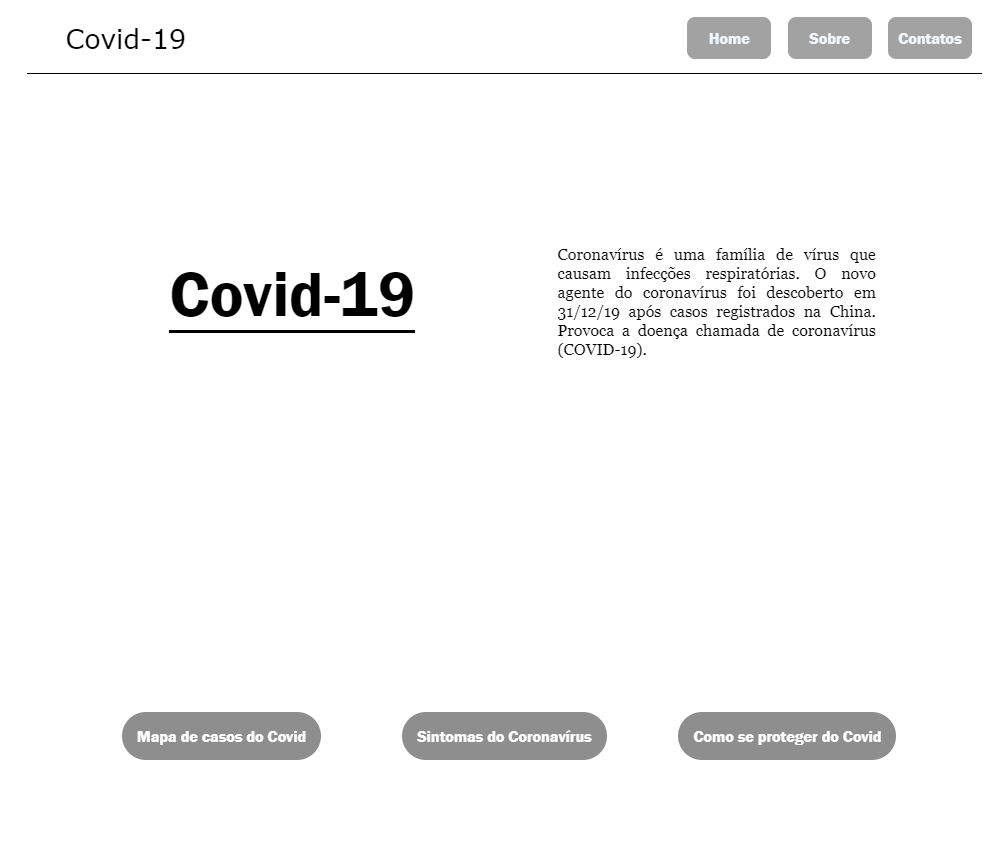 Covid-19
Home
Sobre
Contatos
Covid-19
Coronavírus é uma família de vírus que
causam infecções respiratórias. O novo
agente do coronavírus foi descoberto em
31/12/19 após casos registrados na China.
Provoca a doença chamada de coronavírus
(COVID-19).
Mapa de casos do Covid
Sintomas do Coronavírus
Como se proteger do Covid